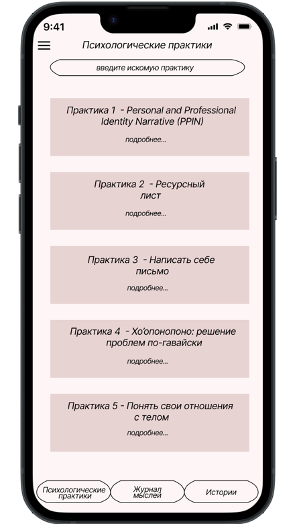 9:41
Психологические практики
введите искомую практику
Практика 1 - Personal and Professional
Identity Narrative (PPIN)
подробнее...
Практика 2 - Ресурсный
лист
подробнее...
Практика 3 - Написать себе
письмо
подробнее...
Практика 4 - Хо'опонопоно: решение
проблем по-гавайски
подробнее...
Практика 5 - Понять свои отношения
с телом
подробнее...
Психологические
практики
Журнал
мыслей
Истории